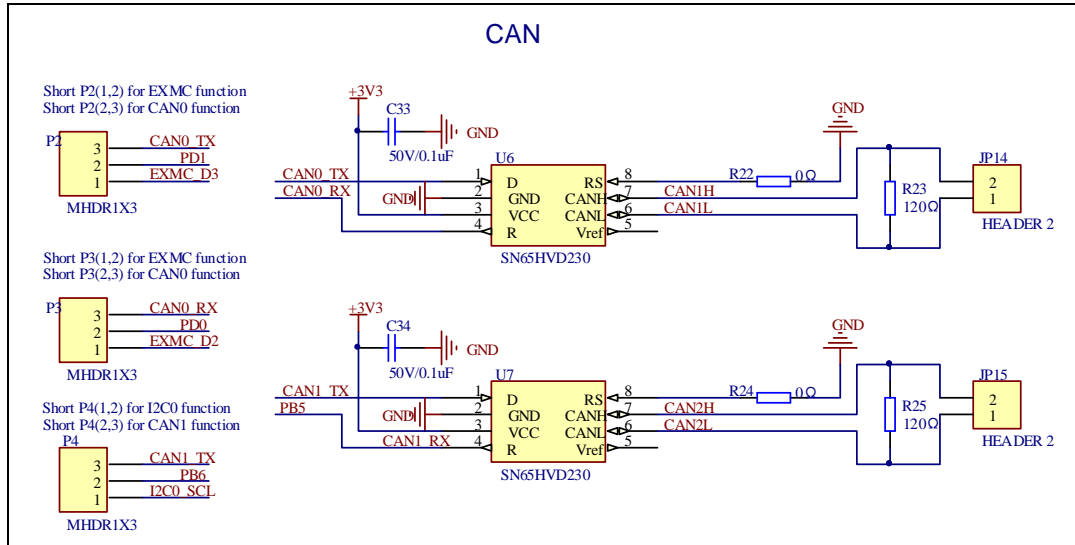 CAN
Short P2(1,2) for EXMC function
Short P2(2,3) for CAN0 function
P2
3 CAN0_TX
2 PD1
1 EXMC_D3
MHDR1X3
Short P3(1,2) for EXMC function
Short P3(2,3) for CAN0 function
P3
3 CAN0_RX
2 PD0
1 EXMC_D2
MHDR1X3
Short P4(1,2) for I2C0 function
Short P4(2,3) for CAN1 function
P4
3 CAN1_TX
2 PB6
1 I2C0_SCL
MHDR1X3
+3V3
C33
GND
50V/0.1uF
U6
CAN0_TX 1 D RS 8 R22 0Ω GND
CAN0_RX GND 2 GND CANH 7 CAN1H
3 VCC CANL 6 CAN1L
4 R Vref 5
SN65HVD230
R23
120Ω
JP14
2
1
HEADER 2
+3V3
C34
GND
50V/0.1uF
U7
CAN1_TX 1 D RS 8 R24 0Ω GND
PB5 GND 2 GND CANH 7 CAN2H
3 VCC CANL 6 CAN2L
CAN1_RX 4 R Vref 5
SN65HVD230
R25
120Ω
JP15
2
1
HEADER 2